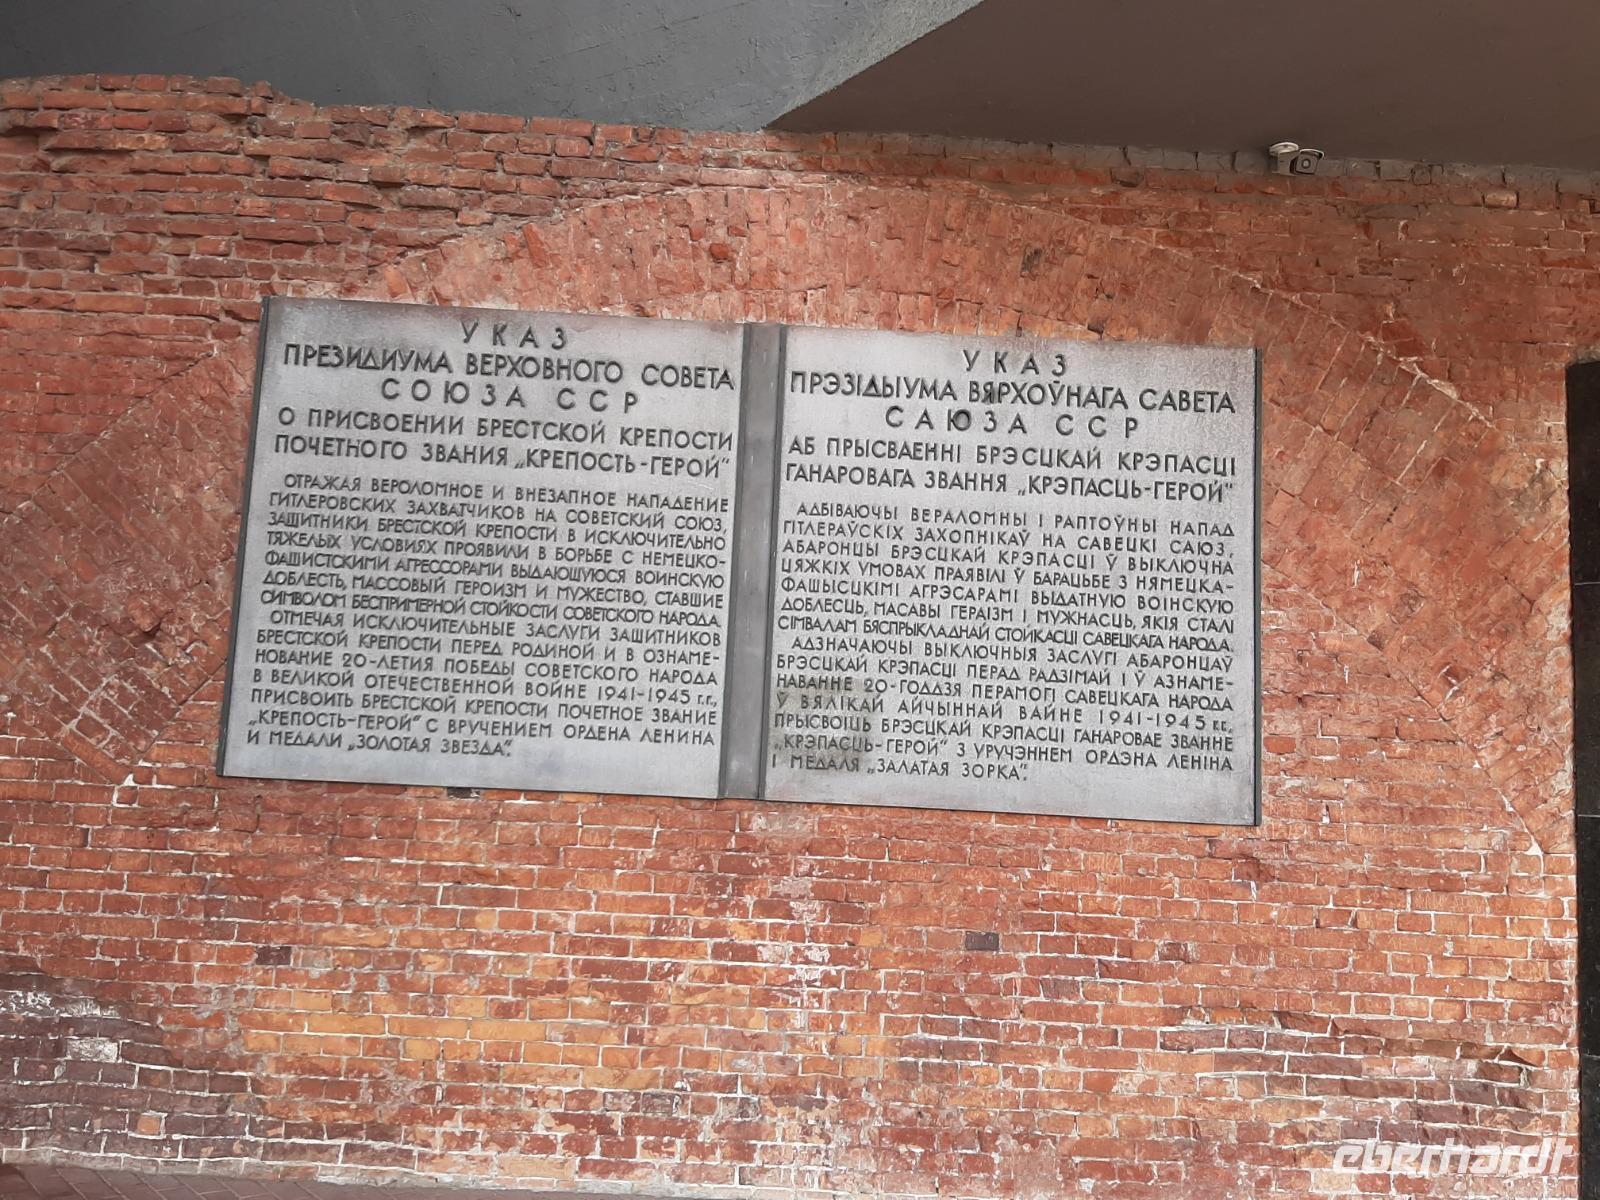 УКАЗ
ПРЕЗИДИУМА ВЕРХОВНОГО СОВЕТА
СОЮЗА ССР
О ПРИСВОЕНИИ БРЕСТСКОЙ КРЕПОСТИ
ПОЧЕТНОГО ЗВАНИЯ „КРЕПОСТЬ-ГЕРОЙ"
ОТРАЖАЯ ВЕРОЛОМНОЕ И ВНЕЗАПНОЕ НАПАДЕНИЕ
ГИТЛЕРОВСКИХ ЗАХВАТЧИКОВ НА СОВЕТСКИЙ СОЮЗ,
ЗАЩИТНИКИ БРЕСТСКОЙ КРЕПОСТИ В ИСКЛЮЧИТЕЛЬНО
ТЯЖЕЛЫХ УСЛОВИЯХ ПРОЯВИЛИ В БОРЬБЕ С НЕМЕЦКО-
ФАШИСТСКИМИ АГРЕССОРАМИ ВЫДАЮЩУЮСЯ ВОИНСКУЮ
ДОБЛЕСТЬ, МАССОВЫЙ ГЕРОИЗМ И МУЖЕСТВО, СТАВШИЕ
СИМВОЛОМ БЕСПРИМЕРНОЙ СТОЙКОСТИ СОВЕТСКОГО НАРОДА.
ОТМЕЧАЯ ИСКЛЮЧИТЕЛЬНЫЕ ЗАСЛУГИ ЗАЩИТНИКОВ
БРЕСТСКОЙ КРЕПОСТИ ПЕРЕД РОДИНОЙ И В ОЗНАМЕ-
НОВАНИЕ 20-ЛЕТИЯ ПОБЕДЫ СОВЕТСКОГО НАРОДА
В ВЕЛИКОЙ ОТЕЧЕСТВЕННОЙ ВОЙНЕ 1941-1945 г.г.,
ПРИСВОИТЬ БРЕСТСКОЙ КРЕПОСТИ ПОЧЕТНОЕ ЗВАНИЕ
„КРЕПОСТЬ-ГЕРОЙ" С ВРУЧЕНИЕМ ОРДЕНА ЛЕНИНА
И МЕДАЛИ „ЗОЛОТАЯ ЗВЕЗДА".
УКАЗ
ПРЭЗІДЫУМА ВЯРХОЎНАГА САВЕТА
САЮЗА ССР
АБ ПРЫСВАЕННІ БРЭСЦКАЙ КРЭПАСЦІ
ГАНАРОВАГА ЗВАННЯ „КРЭПАСЦЬ-ГЕРОЙ"
АДБІВАЮЧЫ ВЕРАЛОМНЫ І РАПТОЎНЫ НАПАД
ГІТЛЕРАЎСКІХ ЗАХОПНІКАЎ НА САВЕЦКІ САЮЗ,
АБАРОНЦЫ БРЭСЦКАЙ КРЭПАСЦІ Ў ВЫКЛЮЧНА
ЦЯЖКІХ УМОВАХ ПРАЯВІЛІ Ў БАРАЦЬБЕ З НЯМЕЦКА-
ФАШЫСЦКІМІ АГРЭСАРАМІ ВЫДАТНУЮ ВОІНСКУЮ
ДОБЛЕСЦЬ, МАСАВЫ ГЕРАІЗМ І МУЖНАСЦЬ, ЯКІЯ СТАЛІ
СІМВАЛАМ БЯСПРЫКЛАДНАЙ СТОЙКАСЦІ САВЕЦКАГА НАРОДА.
АДЗНАЧАЮЧЫ ВЫКЛЮЧНЫЯ ЗАСЛУГІ АБАРОНЦАЎ
БРЭСЦКАЙ КРЭПАСЦІ ПЕРАД РАДЗІМАЙ І Ў АЗНАМЕ-
НАВАННЕ 20-ГОДДЗЯ ПЕРАМОГІ САВЕЦКАГА НАРОДА
Ў ВЯЛІКАЙ АЙЧЫННАЙ ВАЙНЕ 1941-1945 г.г.,
ПРЫСВОІЦЬ БРЭСЦКАЙ КРЭПАСЦІ ГАНАРОВАЕ ЗВАННЕ
„КРЭПАСЦЬ-ГЕРОЙ" З УРУЧЭННЕМ ОРДЭНА ЛЕНІНА
І МЕДАЛЯ „ЗАЛАТАЯ ЗОРКА".
eberhardt